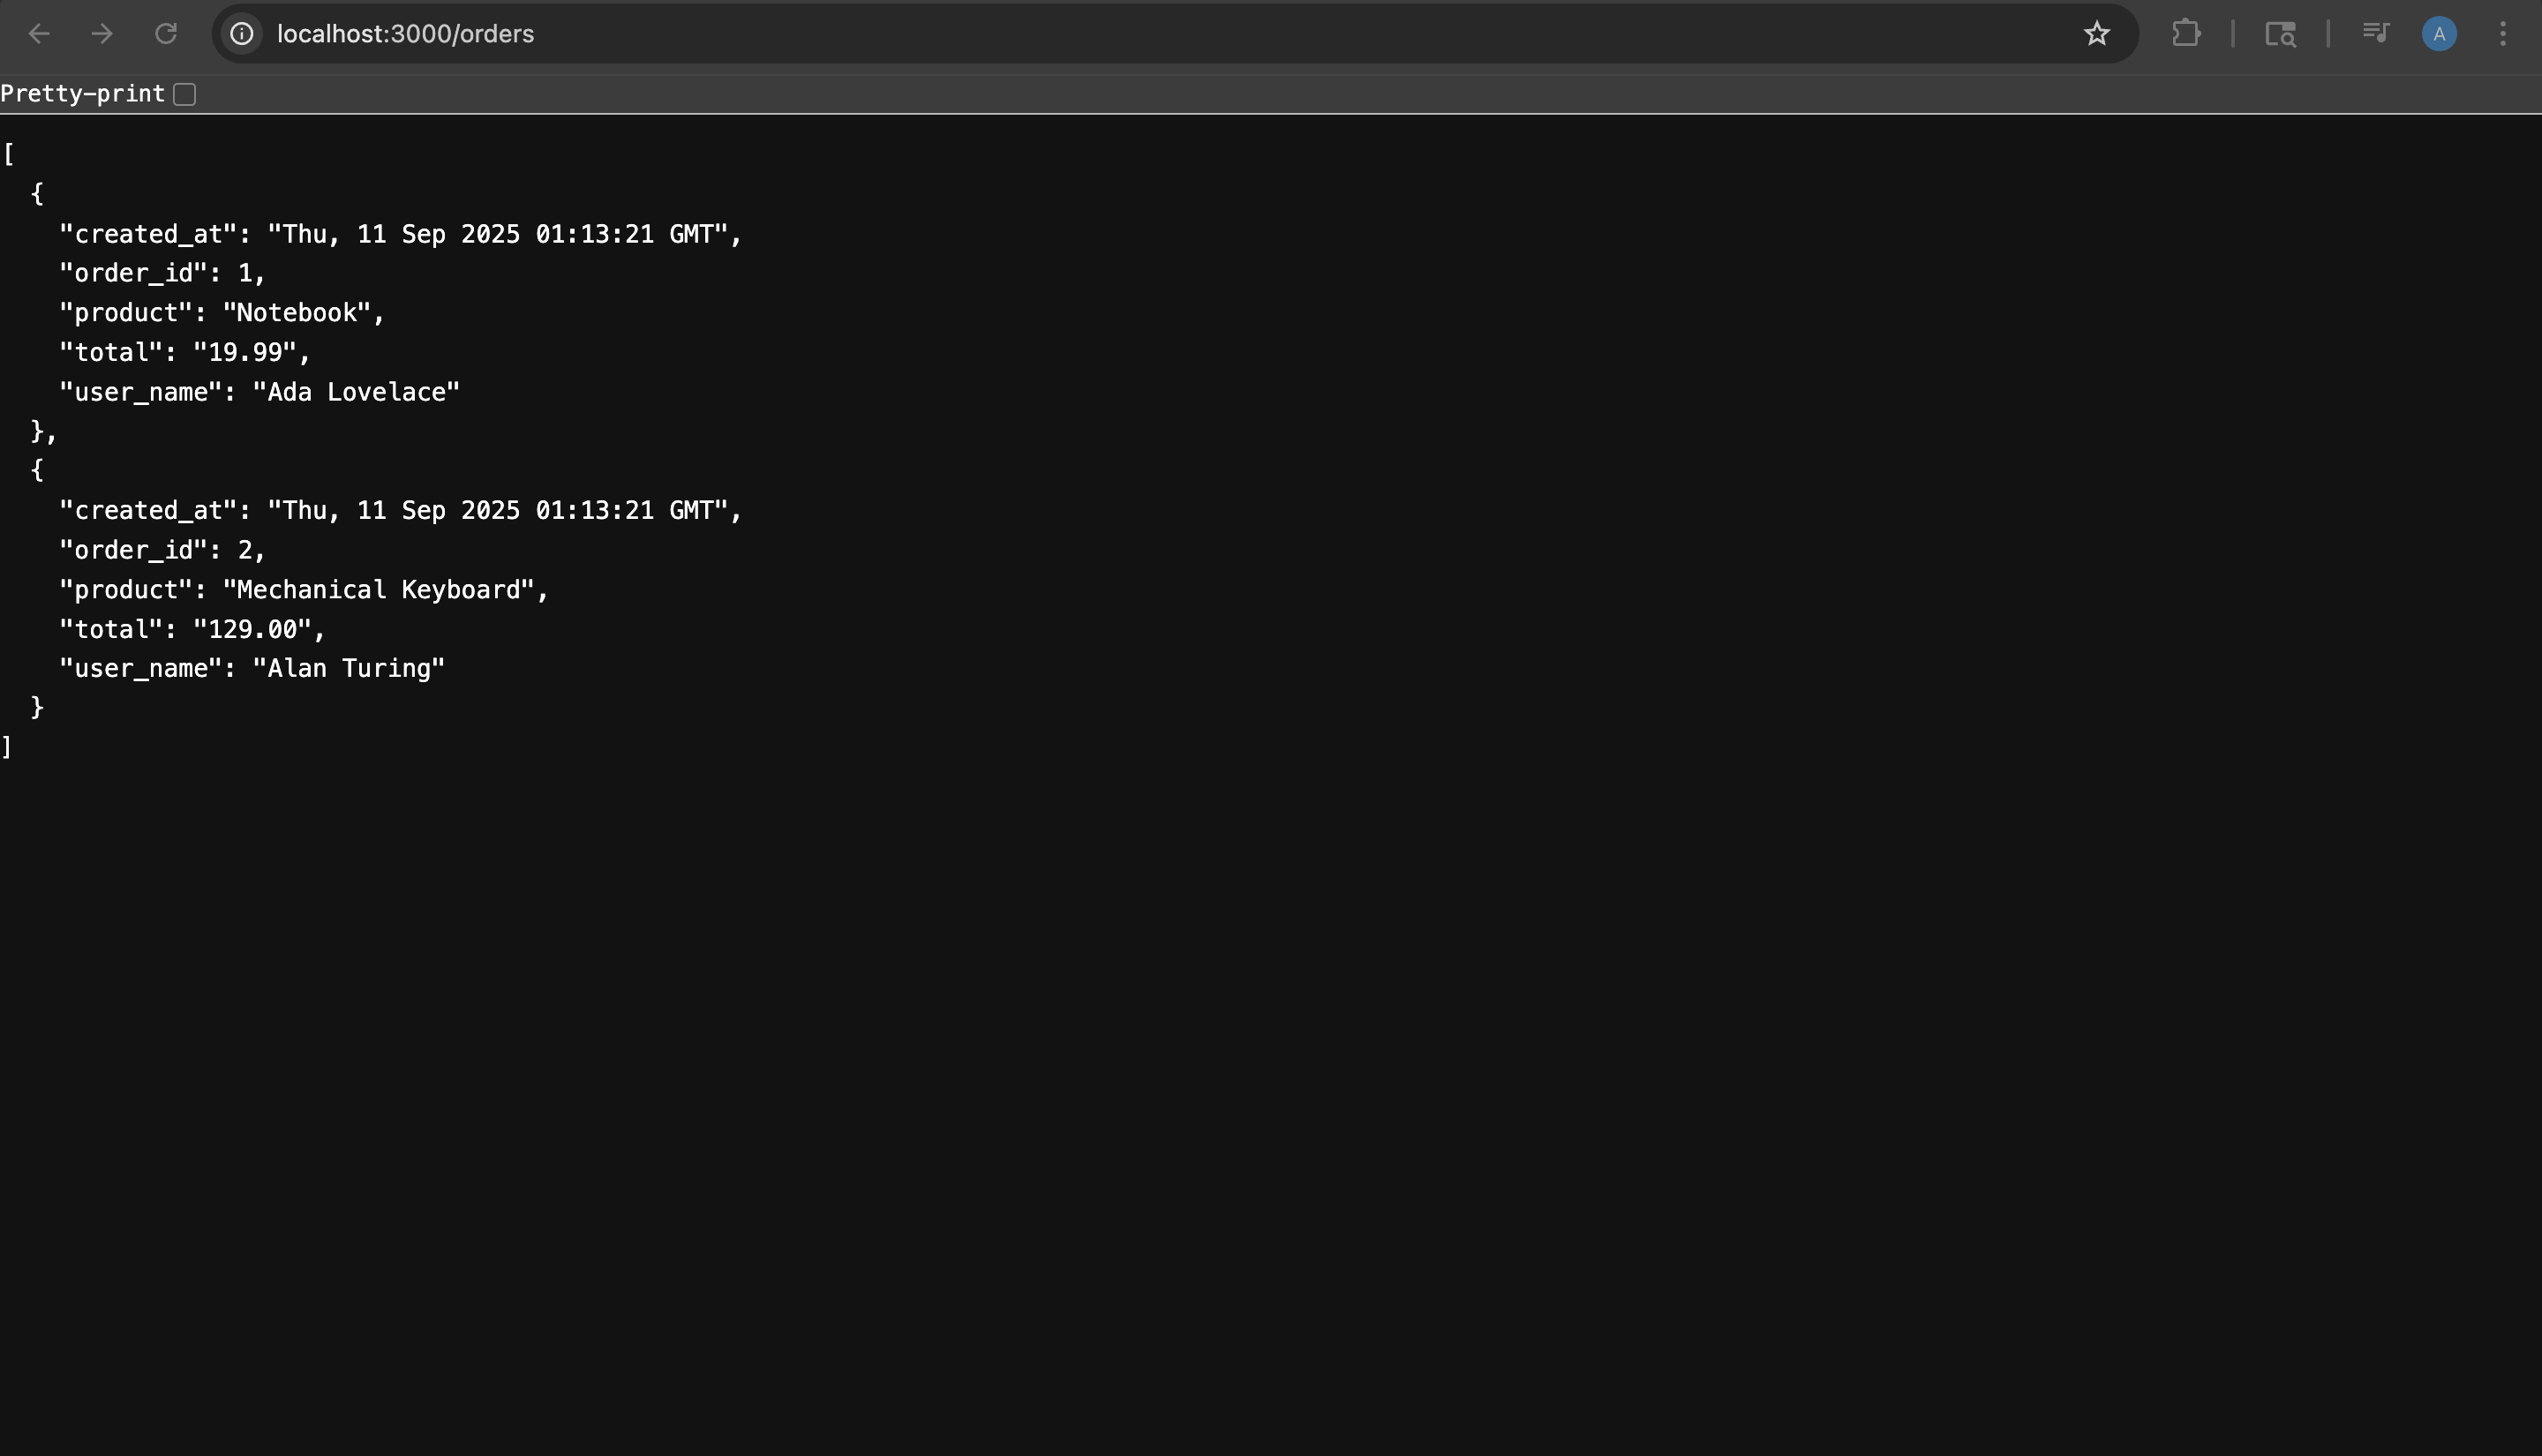 localhost:3000/orders
A
Pretty-print
[
  {
    "created_at": "Thu, 11 Sep 2025 01:13:21 GMT",
    "order_id": 1,
    "product": "Notebook",
    "total": "19.99",
    "user_name": "Ada Lovelace"
  },
  {
    "created_at": "Thu, 11 Sep 2025 01:13:21 GMT",
    "order_id": 2,
    "product": "Mechanical Keyboard",
    "total": "129.00",
    "user_name": "Alan Turing"
  }
]